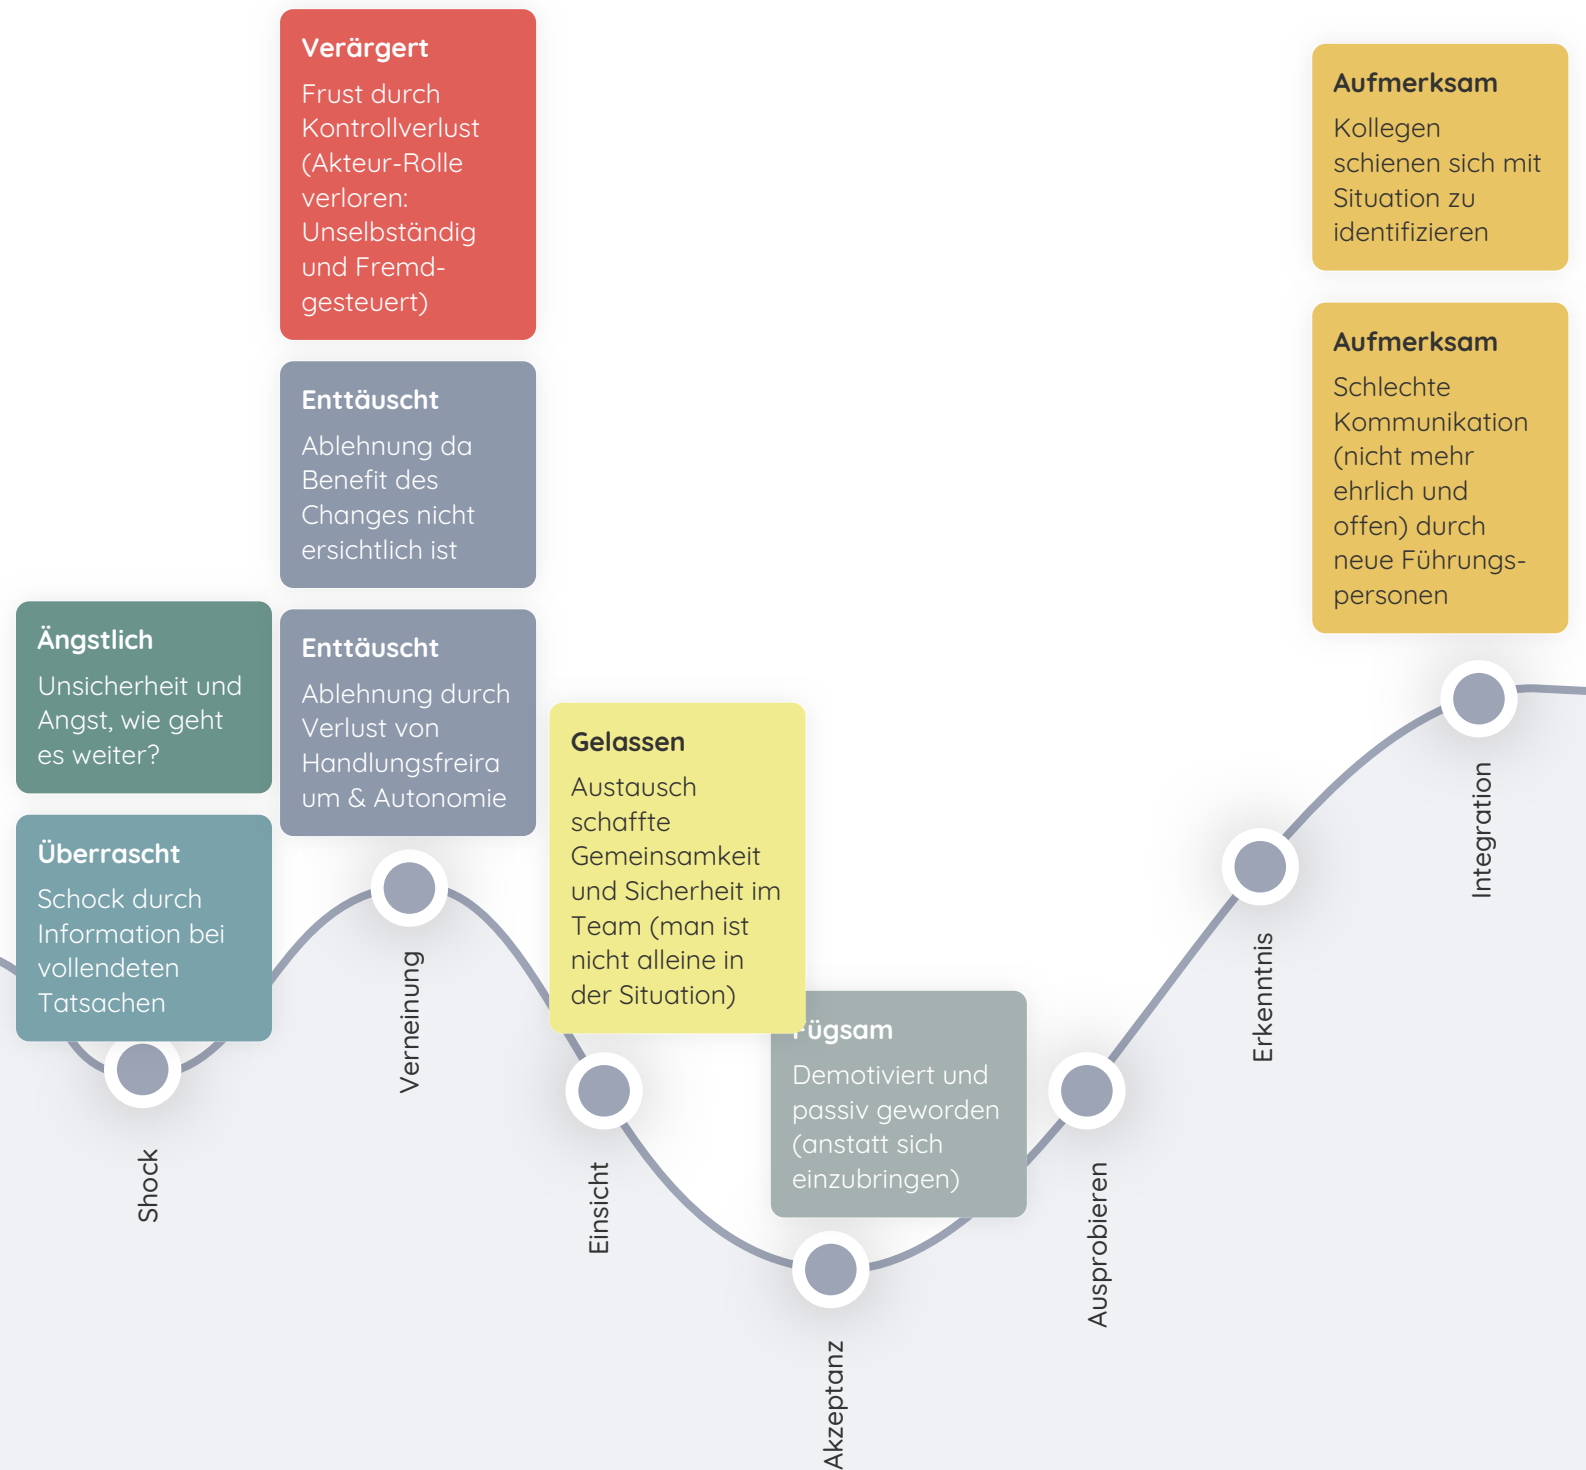 Verärgert
Frust durch
Kontrollverlust
(Akteur-Rolle
verloren:
Unselbständig
und Fremd-
gesteuert)
Enttäuscht
Ablehnung da
Benefit des
Changes nicht
ersichtlich ist
Enttäuscht
Ablehnung durch
Verlust von
Handlungsfreira
um & Autonomie
Ängstlich
Unsicherheit und
Angst, wie geht
es weiter?
Überrascht
Schock durch
Information bei
vollendeten
Tatsachen
Gelassen
Austausch
schaffte
Gemeinsamkeit
und Sicherheit im
Team (man ist
nicht alleine in
der Situation)
Fügsam
Demotiviert und
passiv geworden
(anstatt sich
einzubringen)
Aufmerksam
Kollegen
schienen sich mit
Situation zu
identifizieren
Aufmerksam
Schlechte
Kommunikation
(nicht mehr
ehrlich und
offen) durch
neue Führungs-
personen
Shock
Verneinung
Einsicht
Akzeptanz
Ausprobieren
Erkenntnis
Integration